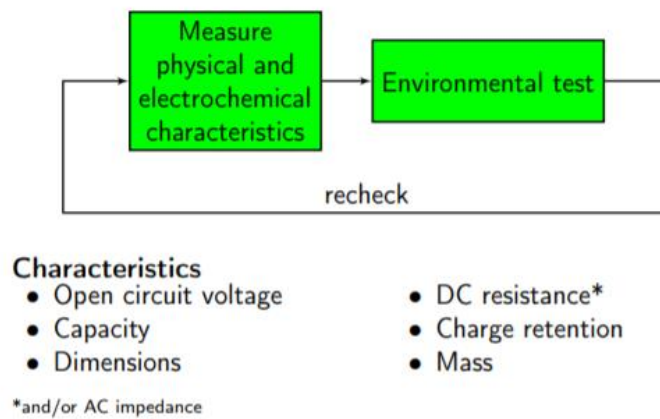 Measure
physical and
electrochemical
characteristics
Environmental test
recheck
Characteristics
• Open circuit voltage
• Capacity
• Dimensions
• DC resistance*
• Charge retention
• Mass
*and/or AC impedance